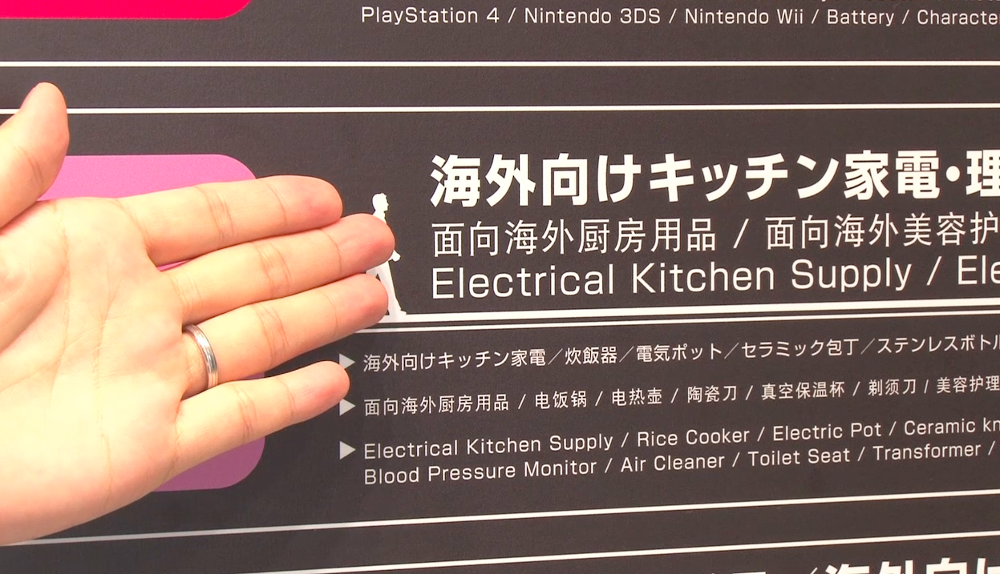 PlayStation 4 / Nintendo 3DS / Nintendo Wii / Battery / Character
海外向けキッチン家電・理
面向海外厨房用品 / 面向海外美容护
Electrical Kitchen Supply / Ele
海外向けキッチン家電／炊飯器／電気ポット／セラミック包丁／ステンレスボトル
面向海外厨房用品 / 电饭锅 / 电热壶 / 陶瓷刀 / 真空保温杯 / 剃须刀 / 美容护理
Electrical Kitchen Supply / Rice Cooker / Electric Pot / Ceramic kn
Blood Pressure Monitor / Air Cleaner / Toilet Seat / Transformer /
／海外向け